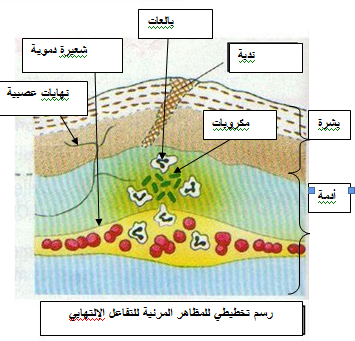 بالعات
شعيرة دموية
ندبة
نهايات عصبية
مكروبات
بشرة
أدمة
رسم تخطيطي للمظاهر المرئية للتفاعل الإلتهابي